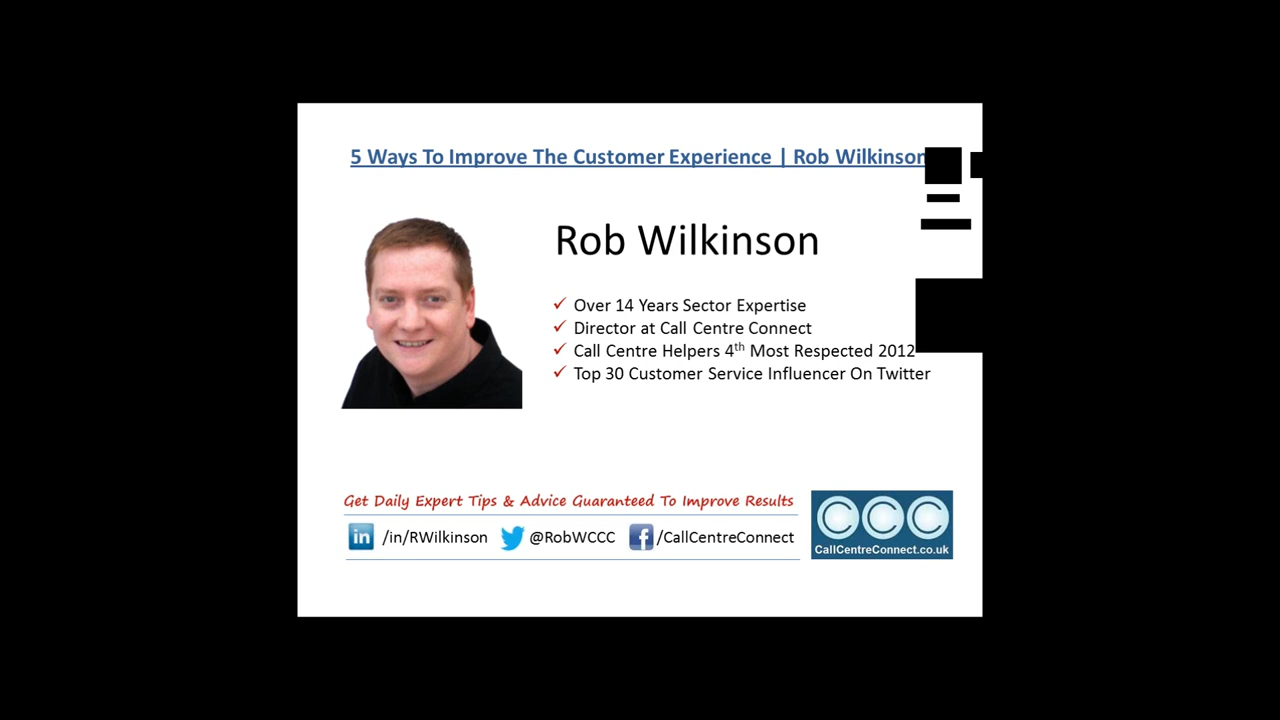 5 Ways To Improve The Customer Experience | Rob Wilkinson
Rob Wilkinson
✓ Over 14 Years Sector Expertise
✓ Director at Call Centre Connect
✓ Call Centre Helpers 4th Most Respected 2012
✓ Top 30 Customer Service Influencer On Twitter
Get Daily Expert Tips & Advice Guaranteed To Improve Results
in /in/RWilkinson @RobWCCC f /CallCentreConnect
CCC
CallCentreConnect.co.uk